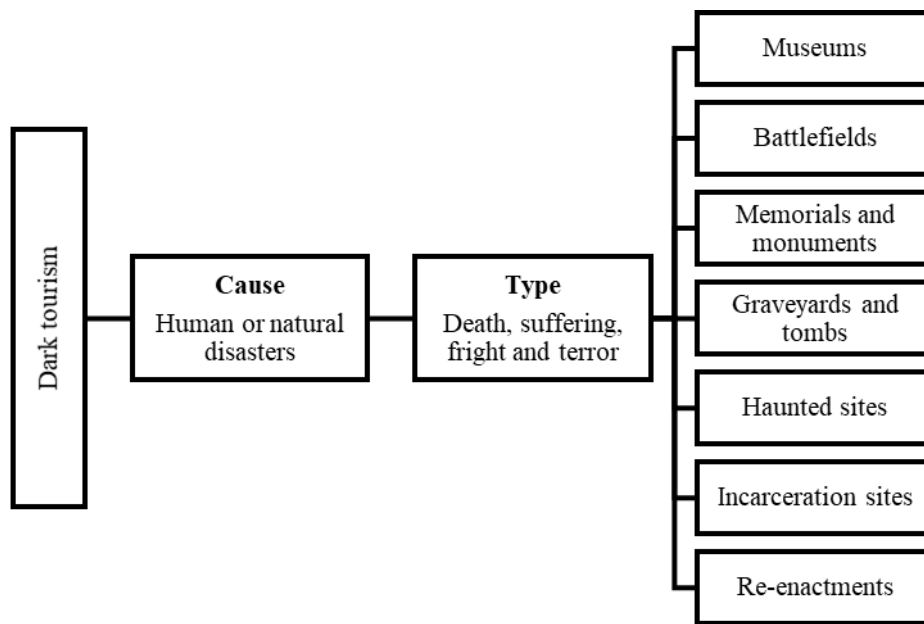 Dark tourism
Cause
Human or natural
disasters
Type
Death, suffering,
fright and terror
Museums
Battlefields
Memorials and
monuments
Graveyards and
tombs
Haunted sites
Incarceration sites
Re-enactments